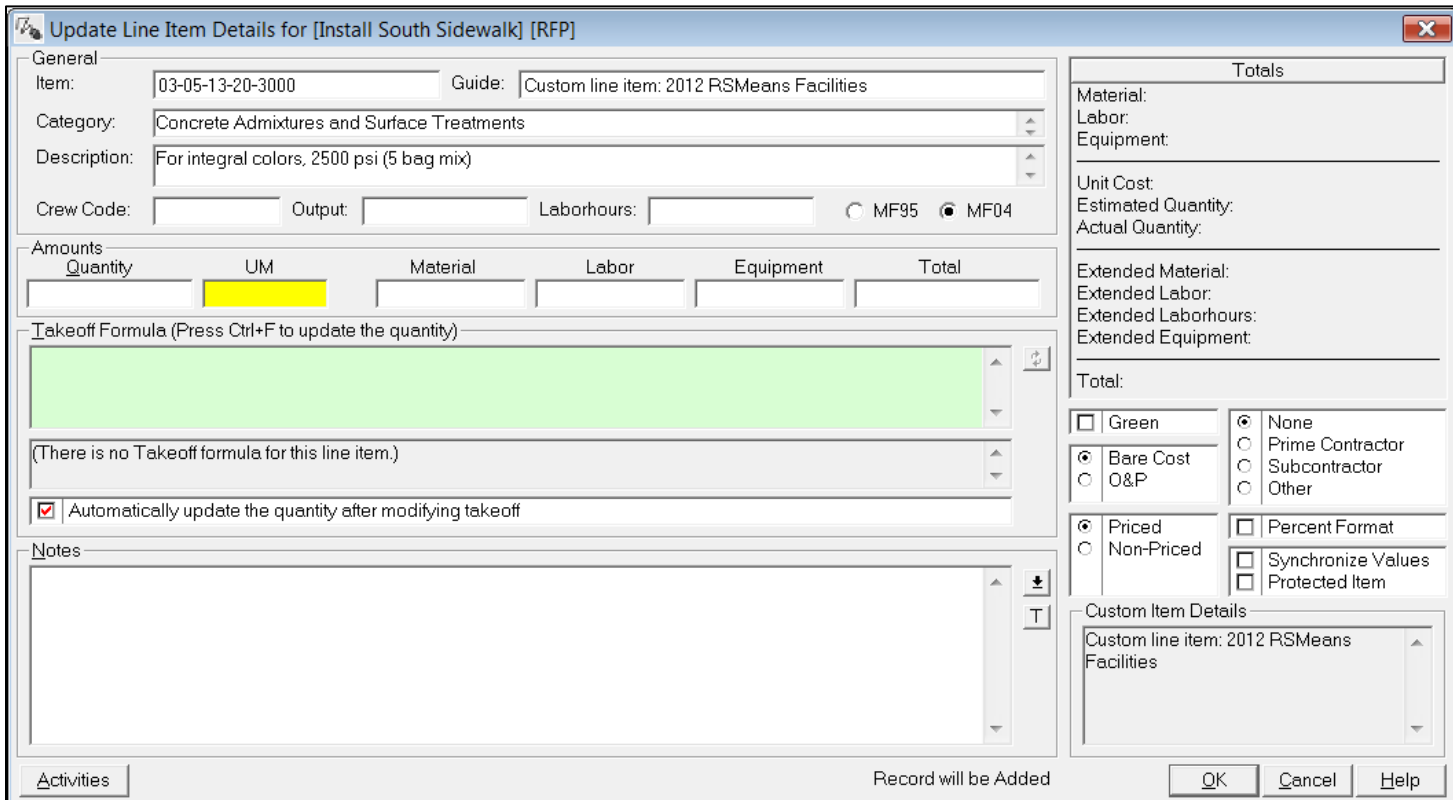 Update Line Item Details for [Install South Sidewalk] [RFP]
General
Item: 03-05-13-20-3000 Guide: Custom line item: 2012 RSMeans Facilities
Category: Concrete Admixtures and Surface Treatments
Description: For integral colors, 2500 psi (5 bag mix)
Crew Code: Output: Laborhours: MF95 MF04
Amounts
Quantity UM Material Labor Equipment Total
Takeoff Formula (Press Ctrl+F to update the quantity)
(There is no Takeoff formula for this line item.)
Automatically update the quantity after modifying takeoff
Notes
T
Activities
Record will be Added
Totals
Material:
Labor:
Equipment:
Unit Cost:
Estimated Quantity:
Actual Quantity:
Extended Material:
Extended Labor:
Extended Laborhours:
Extended Equipment:
Total:
Green
Bare Cost
O&P
Priced
Non-Priced
None
Prime Contractor
Subcontractor
Other
Percent Format
Synchronize Values
Protected Item
Custom Item Details
Custom line item: 2012 RSMeans
Facilities
OK Cancel Help